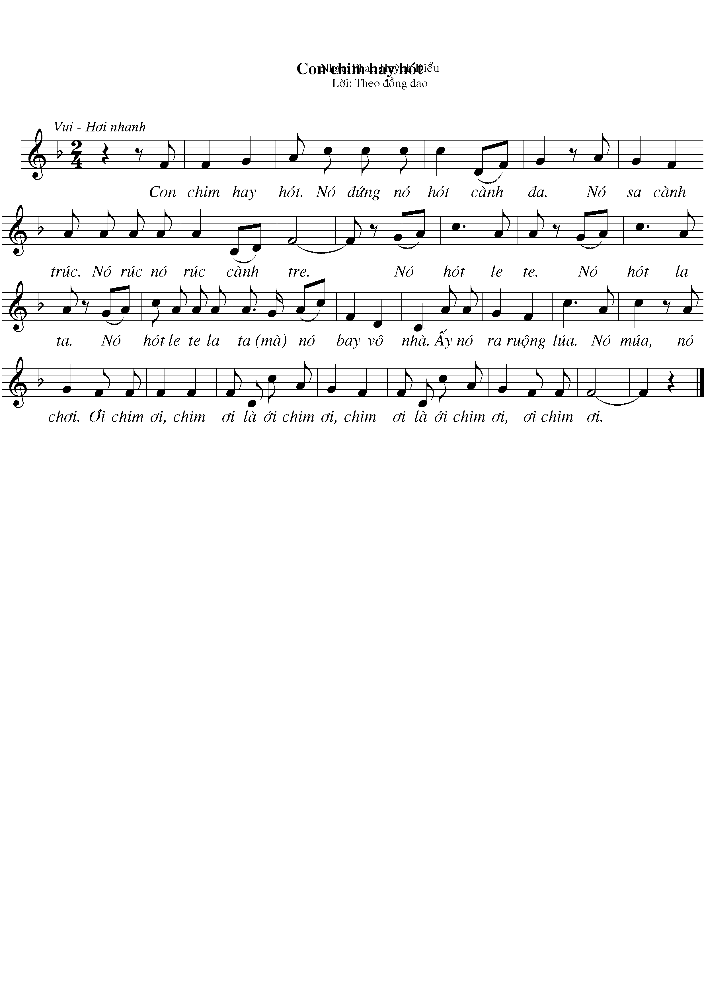 Con chim hay hót
Nhạc: Phan Huỳnh Điểu
Lời: Theo đồng dao
Vui - Hơi nhanh
2
4
Con chim hay hót. Nó đứng nó hót cành đa. Nó sa cành
trúc. Nó rúc nó rúc cành tre. Nó hót le te. Nó hót la
ta. Nó hót le te la ta (mà) nó bay vô nhà. Ấy nó ra ruộng lúa. Nó múa, nó
chơi. Ơi chim ơi, chim ơi là ới chim ơi, chim ơi là ới chim ơi, ơi chim ơi.